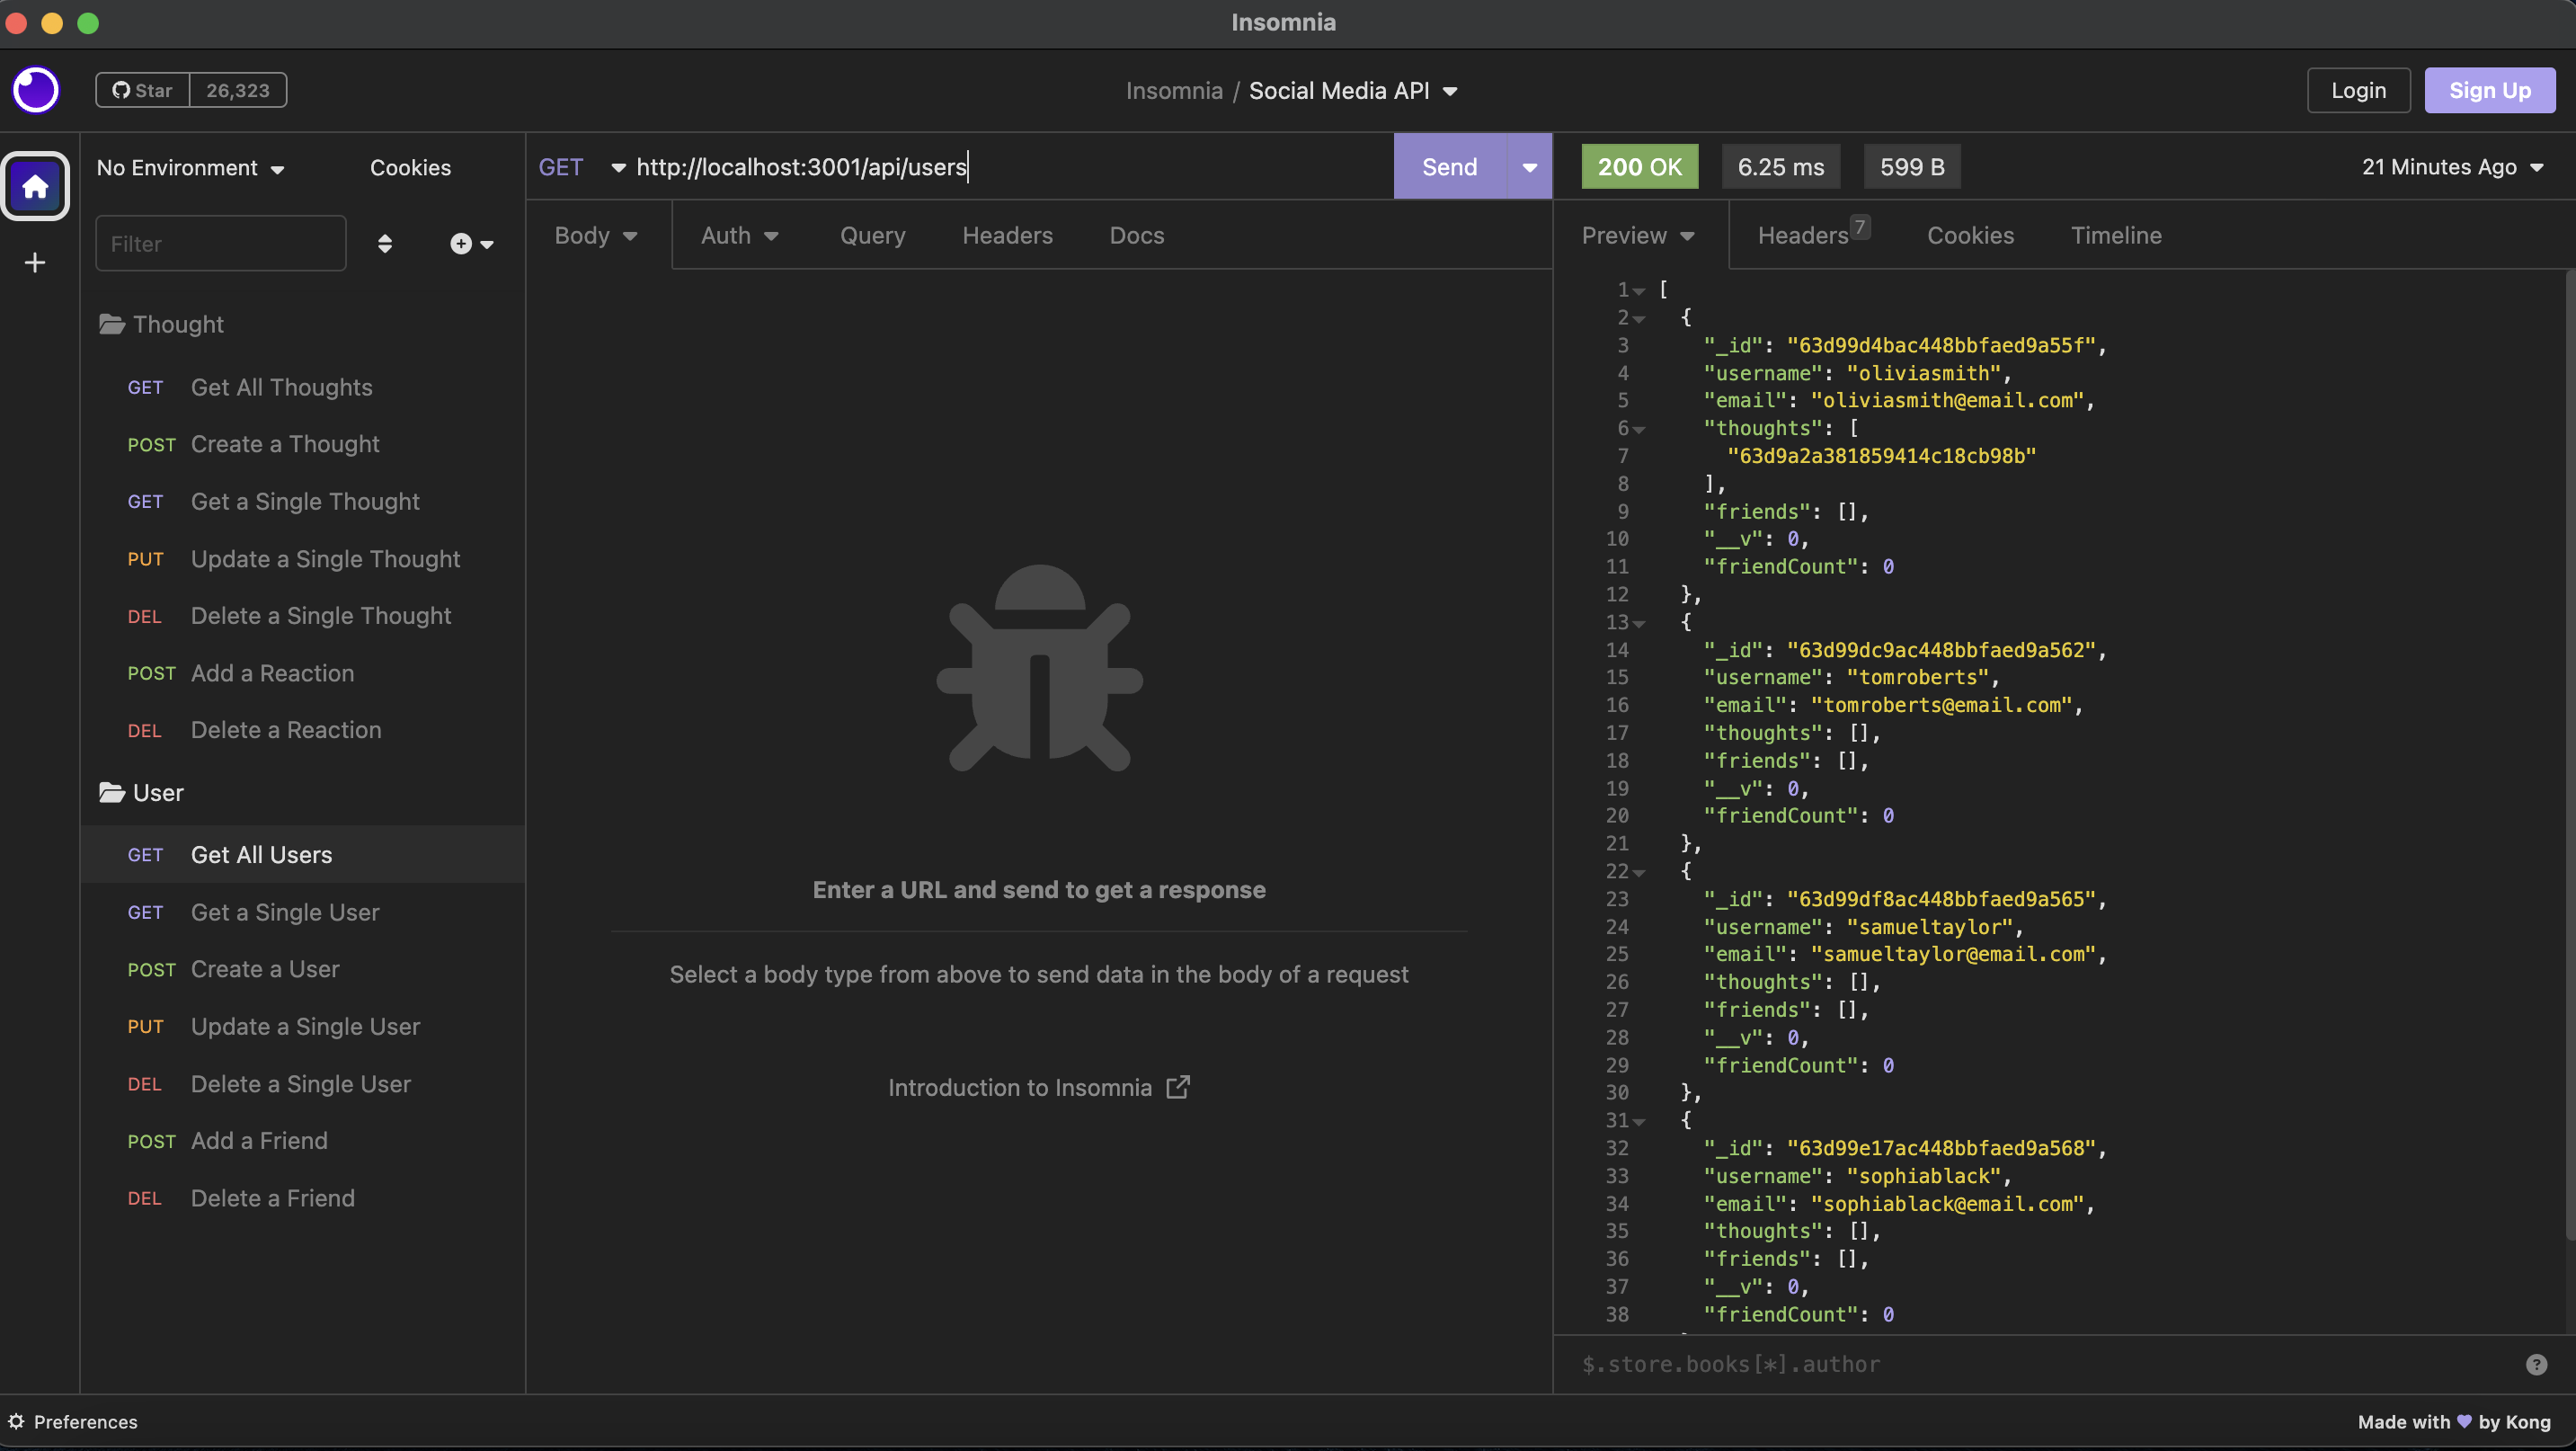 Insomnia
Star 26,323
Insomnia / Social Media API
Login
Sign Up
No Environment
Cookies
Filter
Thought
GET Get All Thoughts
POST Create a Thought
GET Get a Single Thought
PUT Update a Single Thought
DEL Delete a Single Thought
POST Add a Reaction
DEL Delete a Reaction
User
GET Get All Users
GET Get a Single User
POST Create a User
PUT Update a Single User
DEL Delete a Single User
POST Add a Friend
DEL Delete a Friend
GET http://localhost:3001/api/users
Send
Body Auth Query Headers Docs
Enter a URL and send to get a response
Select a body type from above to send data in the body of a request
Introduction to Insomnia
200 OK 6.25 ms 599 B 21 Minutes Ago
Preview Headers 7 Cookies Timeline
1 [
2 {
3 "_id": "63d99d4bac448bbfaed9a55f",
4 "username": "oliviasmith",
5 "email": "oliviasmith@email.com",
6 "thoughts": [
7 "63d9a2a381859414c18cb98b"
8 ],
9 "friends": [],
10 "__v": 0,
11 "friendCount": 0
12 },
13 {
14 "_id": "63d99dc9ac448bbfaed9a562",
15 "username": "tomroberts",
16 "email": "tomroberts@email.com",
17 "thoughts": [],
18 "friends": [],
19 "__v": 0,
20 "friendCount": 0
21 },
22 {
23 "_id": "63d99df8ac448bbfaed9a565",
24 "username": "samueltaylor",
25 "email": "samueltaylor@email.com",
26 "thoughts": [],
27 "friends": [],
28 "__v": 0,
29 "friendCount": 0
30 },
31 {
32 "_id": "63d99e17ac448bbfaed9a568",
33 "username": "sophiablack",
34 "email": "sophiablack@email.com",
35 "thoughts": [],
36 "friends": [],
37 "__v": 0,
38 "friendCount": 0
$.store.books[*].author
Preferences
Made with 💜 by Kong